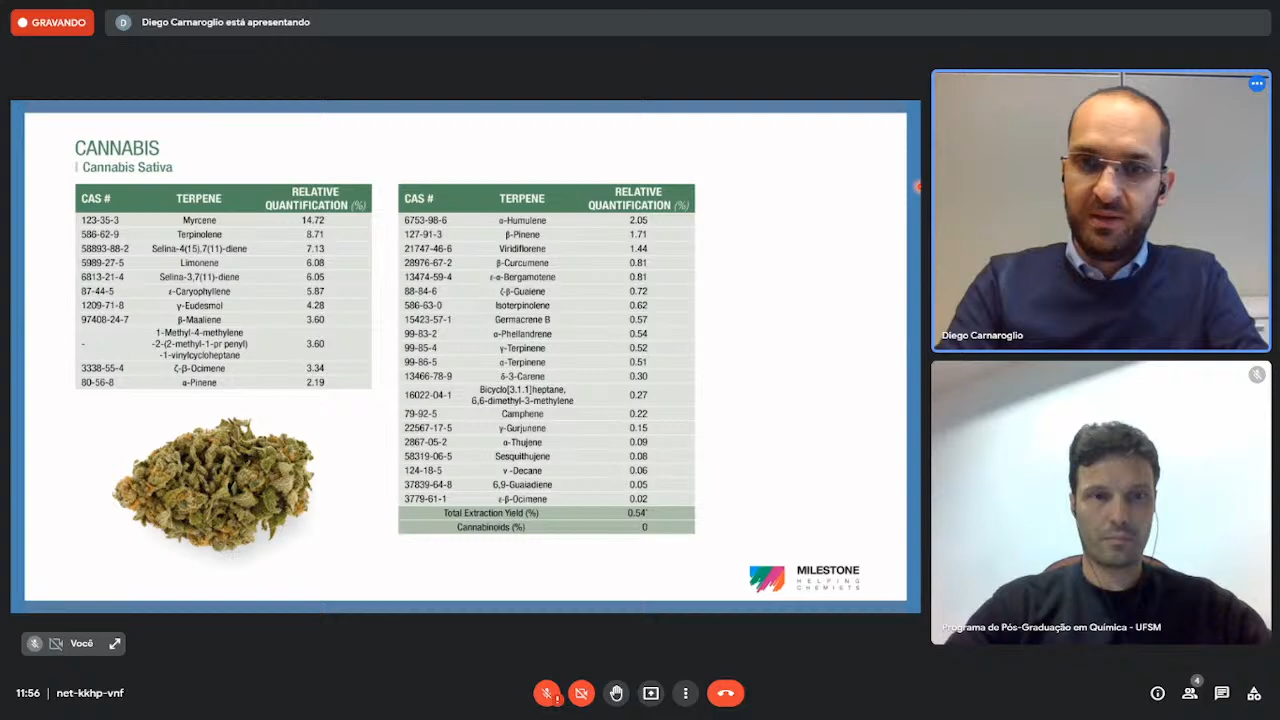 GRAVANDO
D Diego Carnaroglio está apresentando
CANNABIS
Cannabis Sativa
CAS # TERPENE RELATIVE QUANTIFICATION (%)
123-35-3 Myrcene 14.72
586-62-9 Terpinolene 8.71
58893-88-2 Selina-4(15),7(11)-diene 7.13
5989-27-5 Limonene 6.08
6813-21-4 Selina-3,7(11)-diene 6.05
87-44-5 ε-Caryophyllene 5.87
1209-71-8 γ-Eudesmol 4.28
97408-24-7 β-Maaliene 3.60
1-Methyl-4-methylene
- -2-(2-methyl-1-pr penyl) 3.60
-1-vinylcycloheptane
3338-55-4 ζ-β-Ocimene 3.34
80-56-8 α-Pinene 2.19
CAS # TERPENE RELATIVE QUANTIFICATION (%)
6753-98-6 α-Humulene 2.05
127-91-3 β-Pinene 1.71
21747-46-6 Viridiflorene 1.44
28976-67-2 β-Curcumene 0.81
13474-59-4 ε-α-Bergamotene 0.81
88-84-6 ζ-β-Guaiene 0.72
586-63-0 Isoterpinolene 0.62
15423-57-1 Germacrene B 0.57
99-83-2 α-Phellandrene 0.54
99-85-4 γ-Terpinene 0.52
99-86-5 α-Terpinene 0.51
13466-78-9 δ-3-Carene 0.30
16022-04-1 Bicyclo[3.1.1]heptane, 0.27
6,6-dimethyl-3-methylene
79-92-5 Camphene 0.22
22567-17-5 γ-Gurjunene 0.15
2867-05-2 α-Thujene 0.09
58319-06-5 Sesquithujene 0.08
124-18-5 ν -Decane 0.06
37839-64-8 6,9-Guaiadiene 0.05
3779-61-1 ε-β-Ocimene 0.02
Total Extraction Yield (%) 0.54*
Cannabinoids (%) 0
MILESTONE
HELPING
CHEMISTS
Diego Carnaroglio
Programa de Pós-Graduação em Química - UFSM
Você
11:56 | net-kkhp-vnf
4